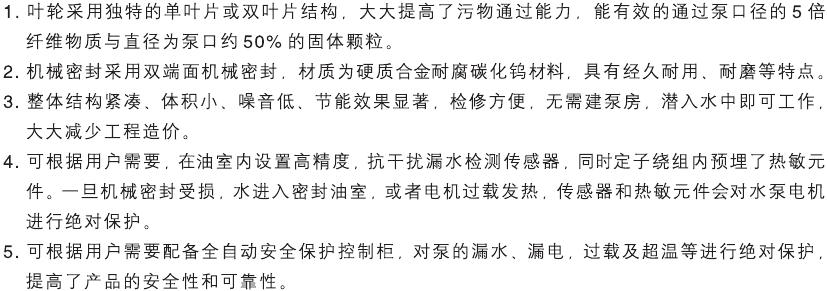 1. 叶轮采用独特的单叶片或双叶片结构，大大提高了污物通过能力，能有效的通过泵口径的 5 倍
纤维物质与直径为泵口约 50% 的固体颗粒。
2. 机械密封采用双端面机械密封，材质为硬质合金耐腐碳化钨材料，具有经久耐用、耐磨等特点。
3. 整体结构紧凑、体积小、噪音低、节能效果显著，检修方便，无需建泵房，潜入水中即可工作，
大大减少工程造价。
4. 可根据用户需要，在油室内设置高精度，抗干扰漏水检测传感器，同时定子绕组内预埋了热敏元
件。一旦机械密封受损，水进入密封油室，或者电机过载发热，传感器和热敏元件会对水泵电机
进行绝对保护。
5. 可根据用户需要配备全自动安全保护控制柜，对泵的漏水、漏电，过载及超温等进行绝对保护，
提高了产品的安全性和可靠性。